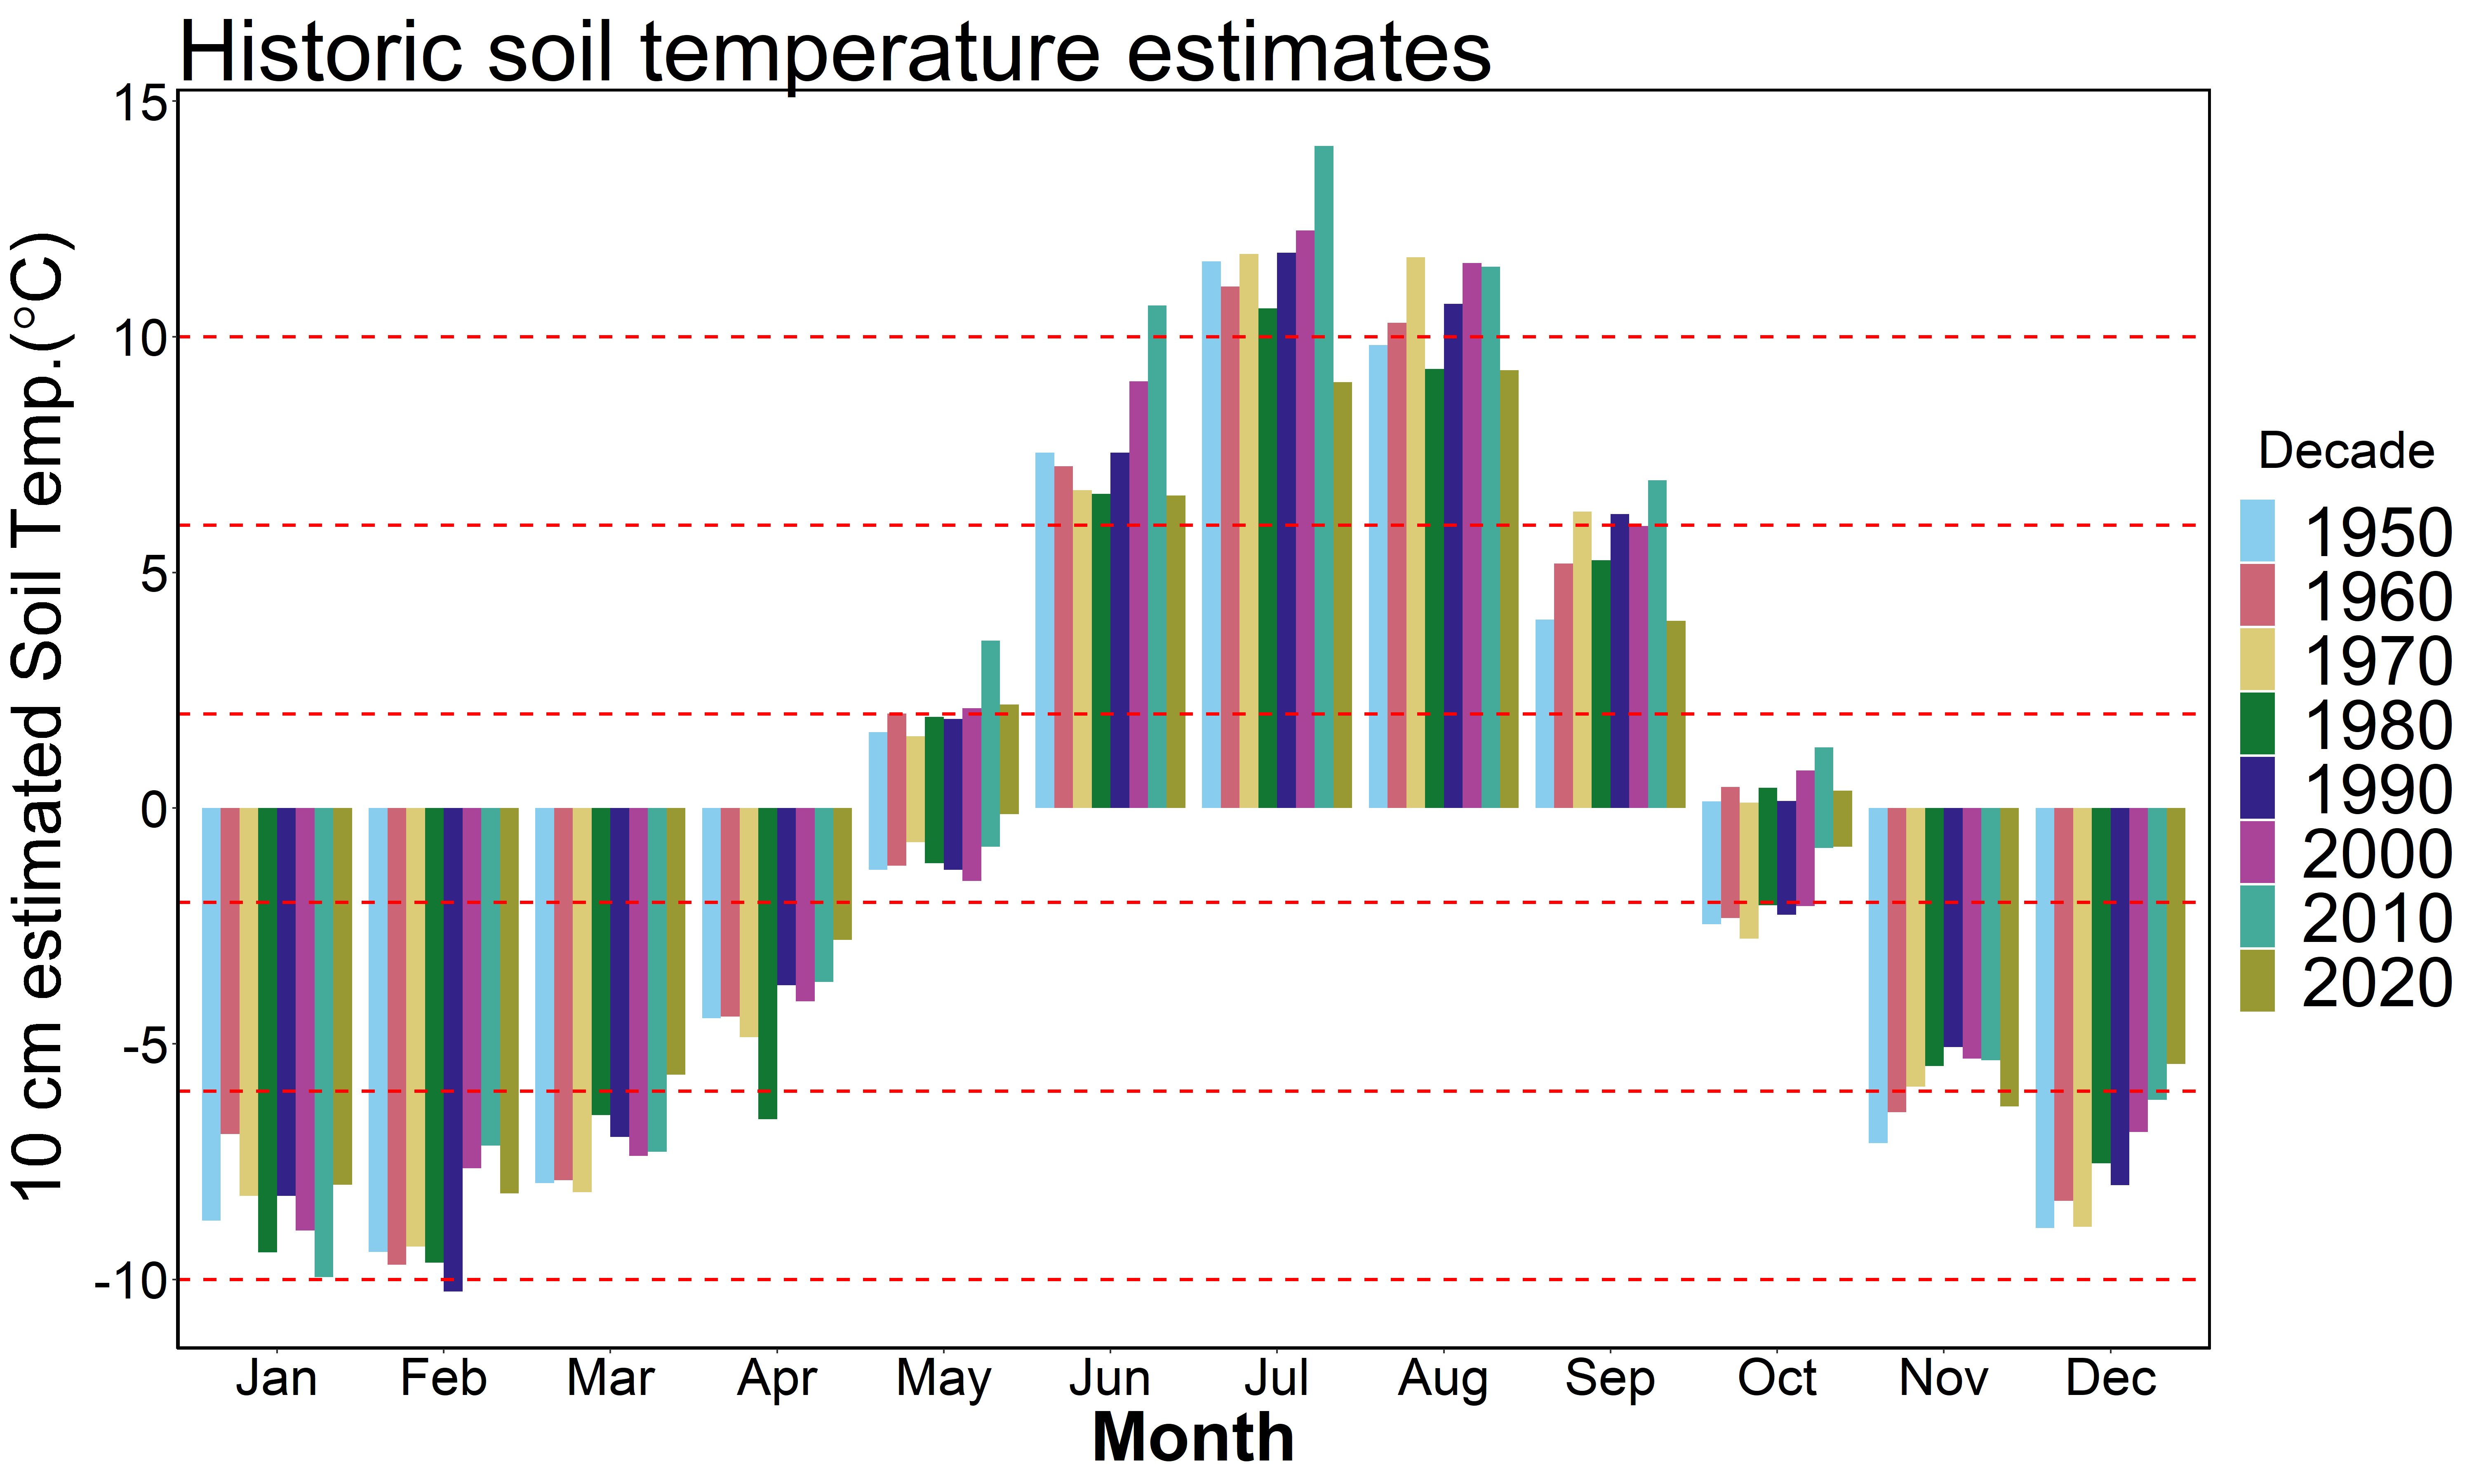 Historic soil temperature estimates
10 cm estimated Soil Temp.(°C)
15
10
5
0
-5
-10
Jan Feb Mar Apr May Jun Jul Aug Sep Oct Nov Dec
Month
Decade
1950
1960
1970
1980
1990
2000
2010
2020